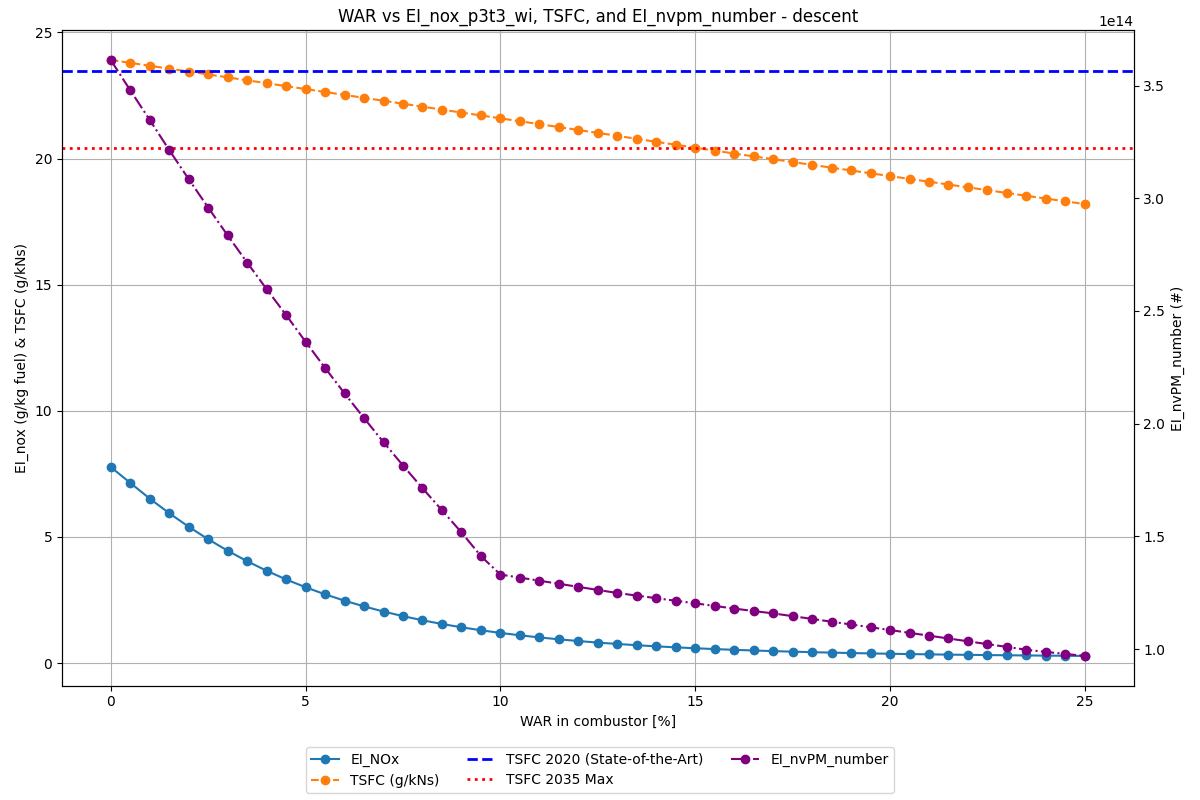 WAR vs EI_nox_p3t3_wi, TSFC, and EI_nvpm_number - descent
1e14
25
20
15
10
5
0
EI_nox (g/kg fuel) & TSFC (g/kNs)
3.5
3.0
2.5
2.0
1.5
1.0
EI_nvPM_number (#)
0 5 10 15 20 25
WAR in combustor [%]
EI_NOx TSFC 2020 (State-of-the-Art) EI_nvPM_number
TSFC (g/kNs) TSFC 2035 Max